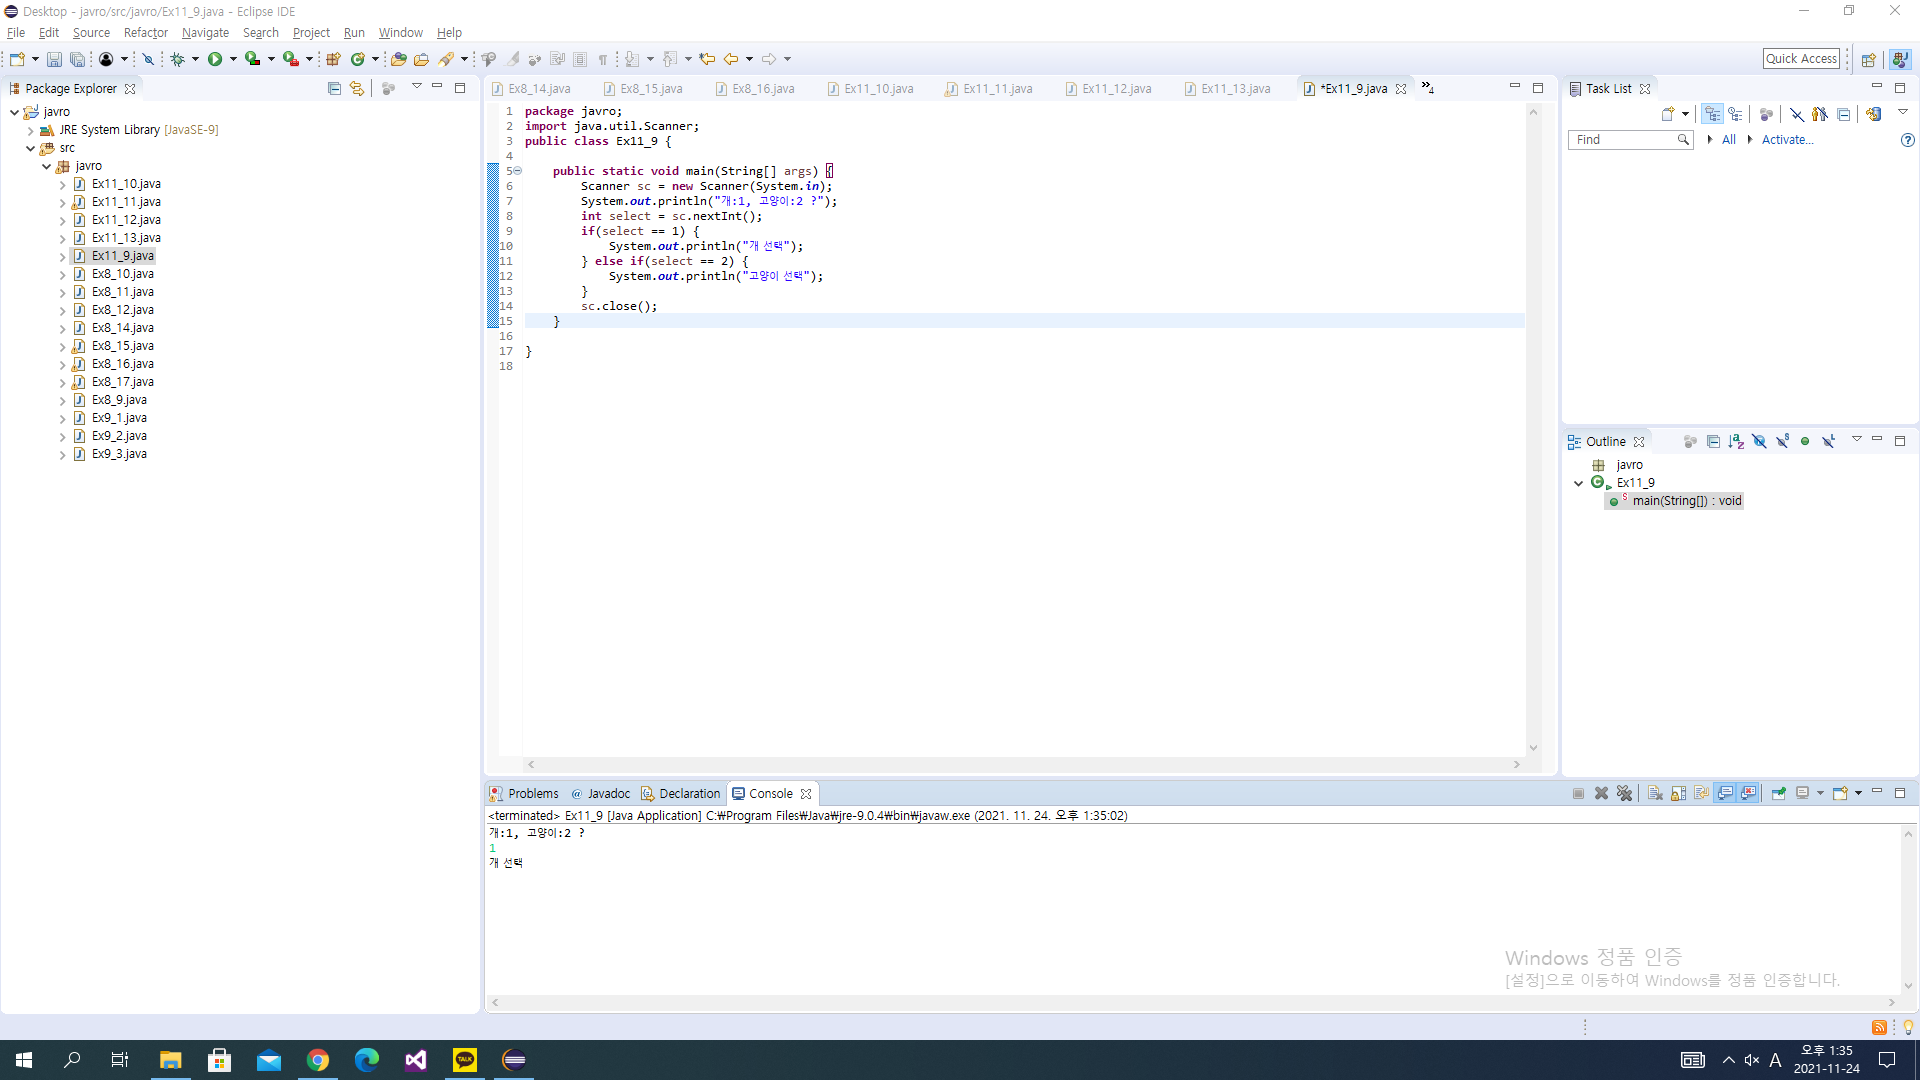 Desktop - javro/src/javro/Ex11_9.java - Eclipse IDE
File Edit Source Refactor Navigate Search Project Run Window Help
Quick Access
Package Explorer
javro
JRE System Library [JavaSE-9]
src
javro
Ex11_10.java
Ex11_11.java
Ex11_12.java
Ex11_13.java
Ex11_9.java
Ex8_10.java
Ex8_11.java
Ex8_12.java
Ex8_14.java
Ex8_15.java
Ex8_16.java
Ex8_17.java
Ex8_9.java
Ex9_1.java
Ex9_2.java
Ex9_3.java
Ex8_14.java Ex8_15.java Ex8_16.java Ex11_10.java Ex11_11.java Ex11_12.java Ex11_13.java *Ex11_9.java »4
1 package javro;
2 import java.util.Scanner;
3 public class Ex11_9 {
4
5 public static void main(String[] args) {
6 Scanner sc = new Scanner(System.in);
7 System.out.println("개:1, 고양이:2 ?");
8 int select = sc.nextInt();
9 if(select == 1) {
10 System.out.println("개 선택");
11 } else if(select == 2) {
12 System.out.println("고양이 선택");
13 }
14 sc.close();
15 }
16
17 }
18
Task List
Find All Activate...
Outline
javro
Ex11_9
main(String[]) : void
Problems Javadoc Declaration Console
<terminated> Ex11_9 [Java Application] C:₩Program Files₩Java₩jre-9.0.4₩bin₩javaw.exe (2021. 11. 24. 오후 1:35:02)
개:1, 고양이:2 ?
1
개 선택
Windows 정품 인증
[설정]으로 이동하여 Windows를 정품 인증합니다.
TALK
A
오후 1:35
2021-11-24